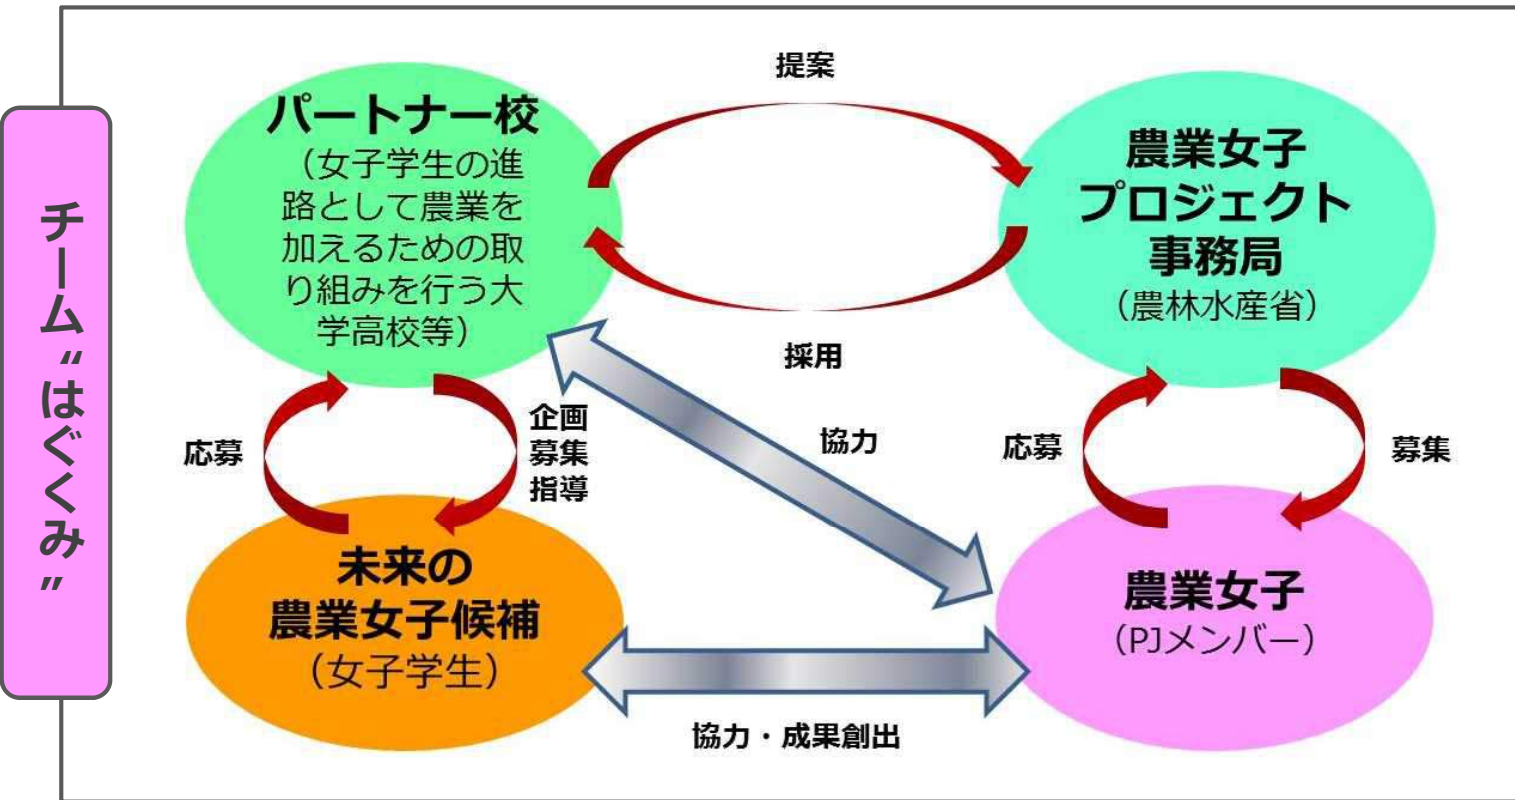 チーム“はぐくみ”
提案
パートナー校
（女子学生の進
路として農業を
加えるための取
り組みを行う大
学高校等）
農業女子
プロジェクト
事務局
（農林水産省）
採用
応募
企画
募集
指導
協力
応募
募集
未来の
農業女子候補
（女子学生）
農業女子
（PJメンバー）
協力・成果創出